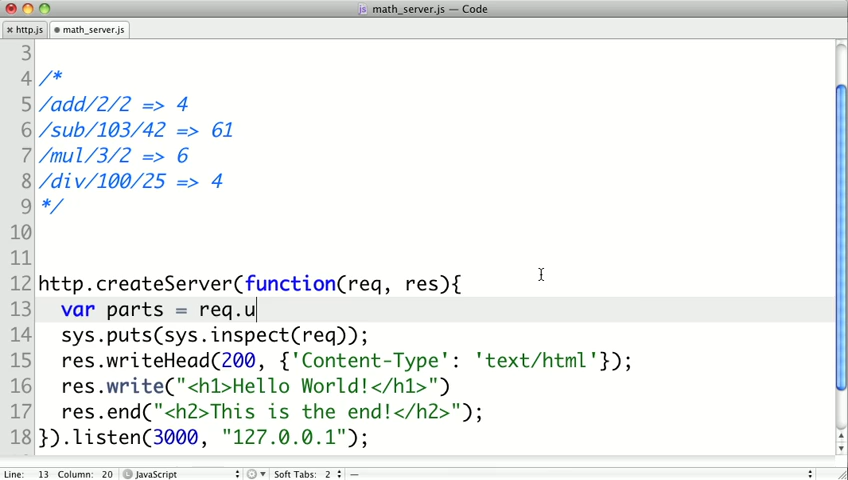 math_server.js — Code
http.js
math_server.js
3
4 /*
5 /add/2/2 => 4
6 /sub/103/42 => 61
7 /mul/3/2 => 6
8 /div/100/25 => 4
9 */
10
11
12 http.createServer(function(req, res){
13 var parts = req.u
14 sys.puts(sys.inspect(req));
15 res.writeHead(200, {'Content-Type': 'text/html'});
16 res.write("<h1>Hello World!</h1>")
17 res.end("<h2>This is the end!</h2>");
18 }).listen(3000, "127.0.0.1");
Line: 13 Column: 20 JavaScript Soft Tabs: 2 —